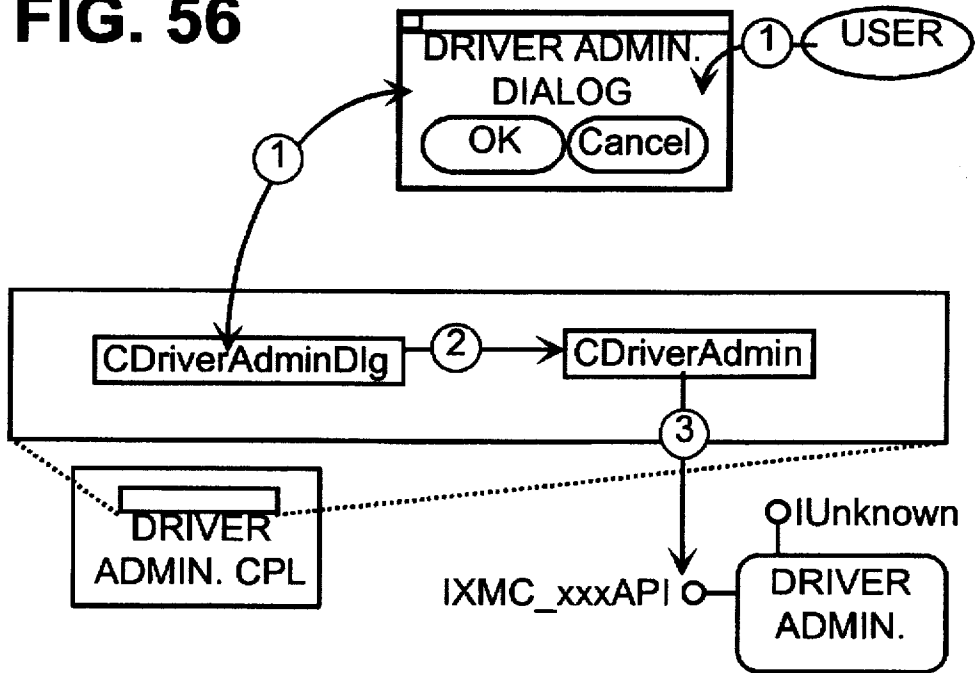 FIG. 56
DRIVER ADMIN.
DIALOG
OK
Cancel
1
USER
1
CDriverAdminDlg
2
CDriverAdmin
3
DRIVER
ADMIN. CPL
IUnknown
IXMC_xxxAPI
DRIVER
ADMIN.